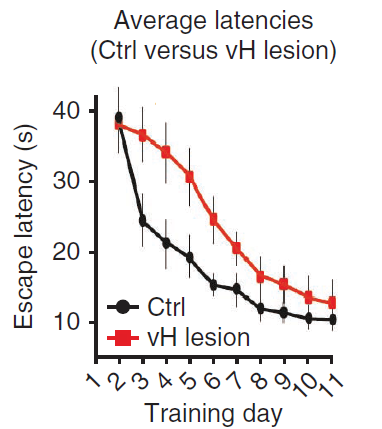 Average latencies
(Ctrl versus vH lesion)
Escape latency (s)
40
30
20
10
Ctrl
vH lesion
1 2 3 4 5 6 7 8 9 10 11
Training day